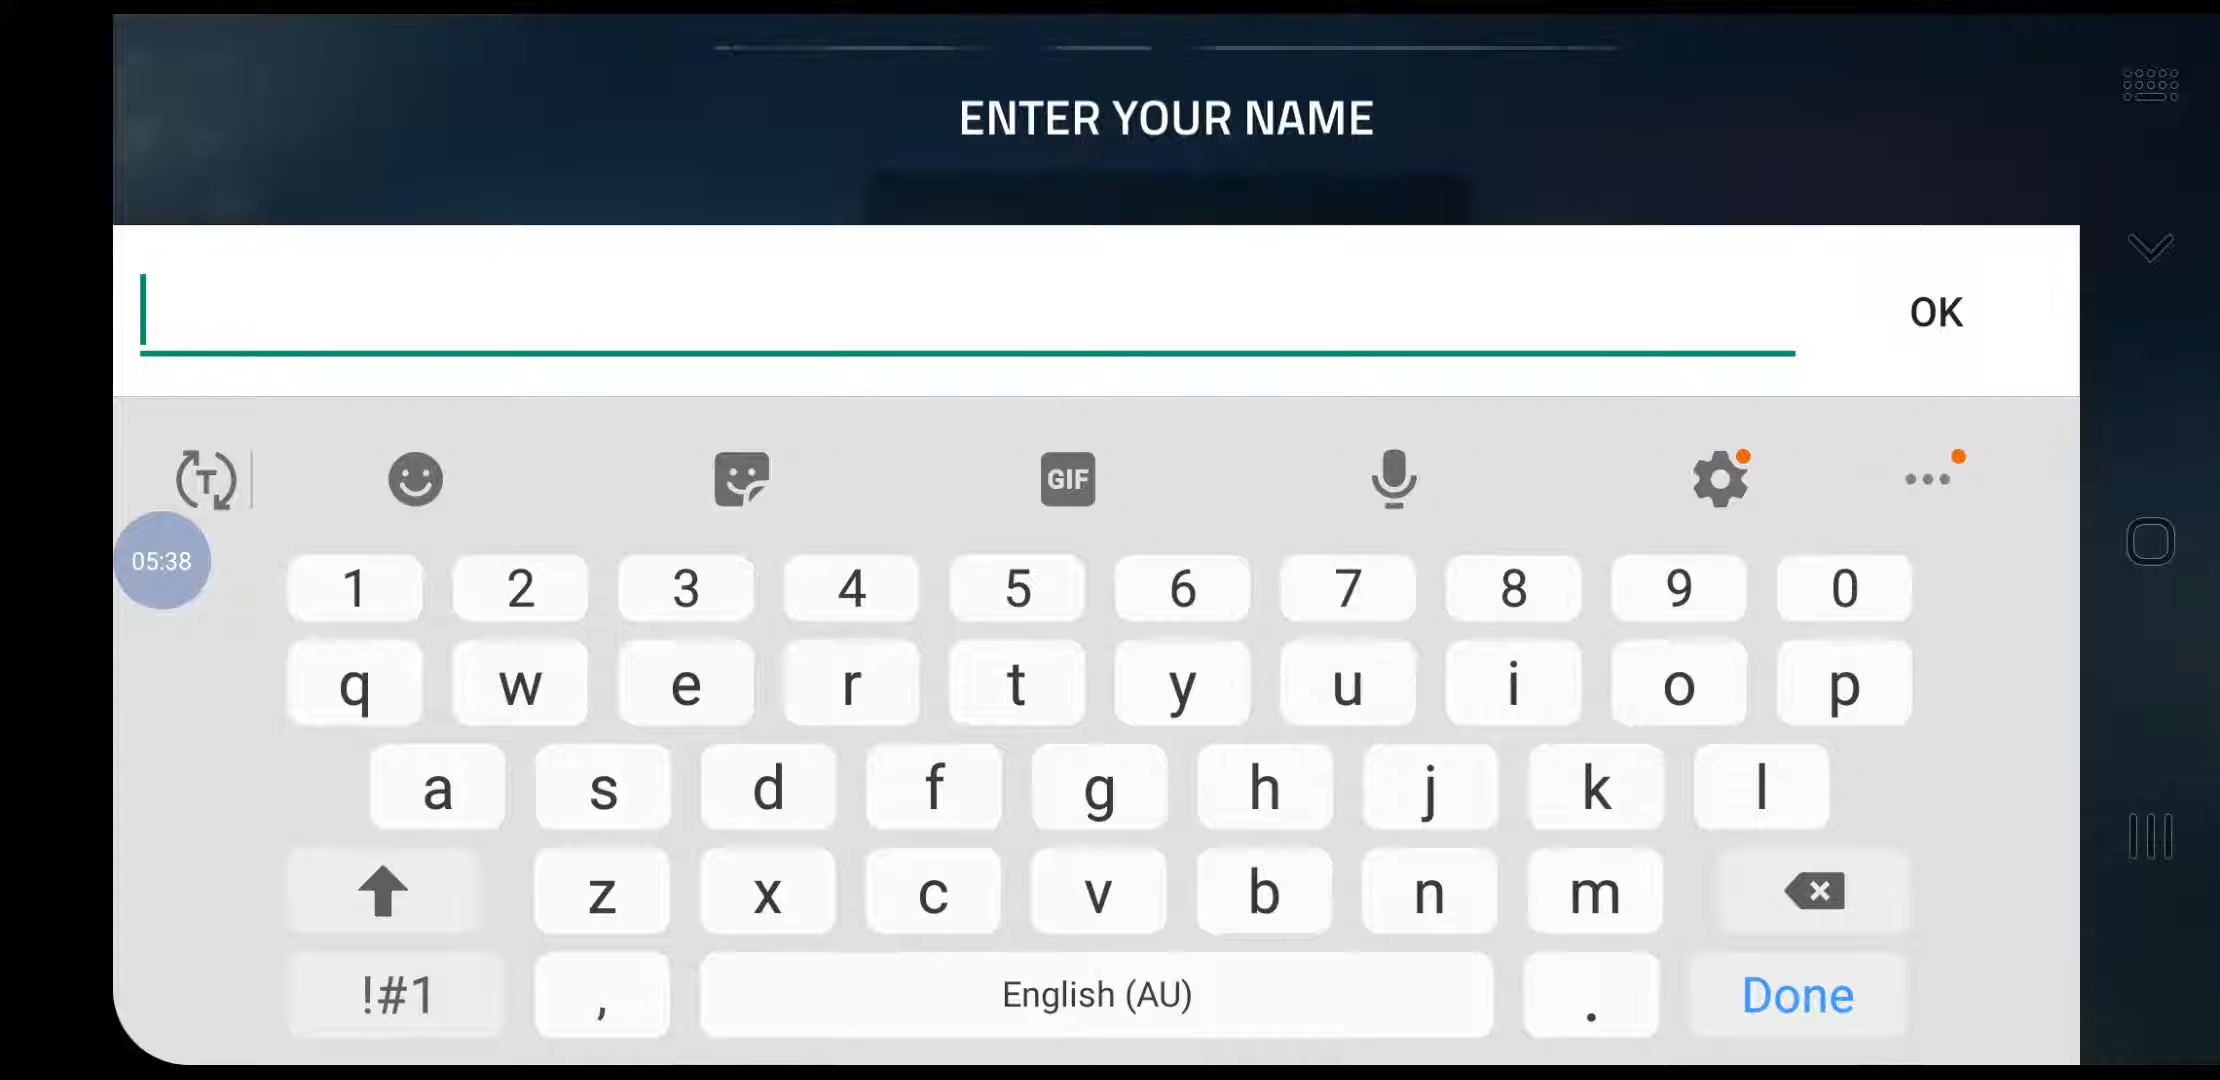 ENTER YOUR NAME
OK
T
GIF
05:38
1 2 3 4 5 6 7 8 9 0
q w e r t y u i o p
a s d f g h j k l
z x c v b n m
!#1 , English (AU) . Done